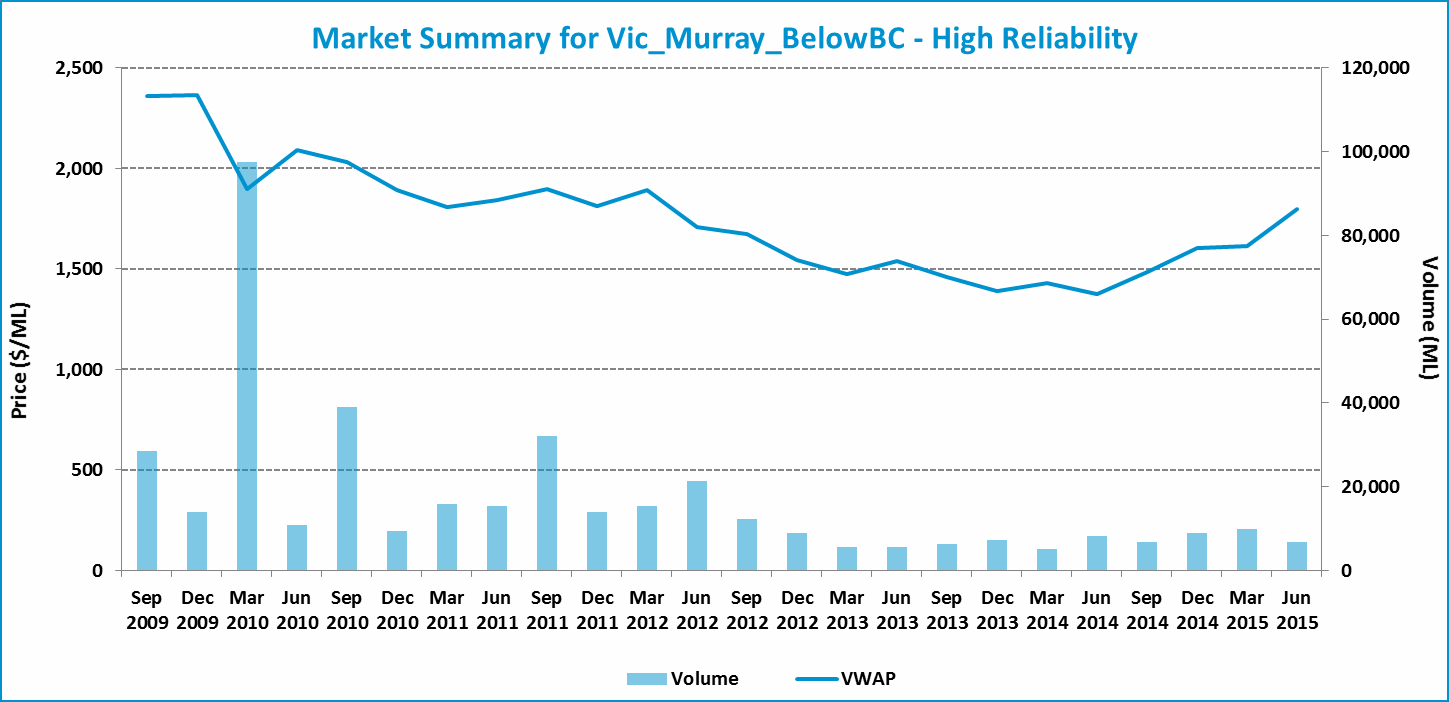 Market Summary for Vic_Murray_BelowBC - High Reliability
2,500
2,000
1,500
1,000
500
0
Price ($/ML)
120,000
100,000
80,000
60,000
40,000
20,000
0
Volume (ML)
Sep Dec Mar Jun Sep Dec Mar Jun Sep Dec Mar Jun Sep Dec Mar Jun Sep Dec Mar Jun Sep Dec Mar Jun
2009 2009 2010 2010 2010 2010 2011 2011 2011 2011 2012 2012 2012 2012 2013 2013 2013 2013 2014 2014 2014 2014 2015 2015
Volume VWAP